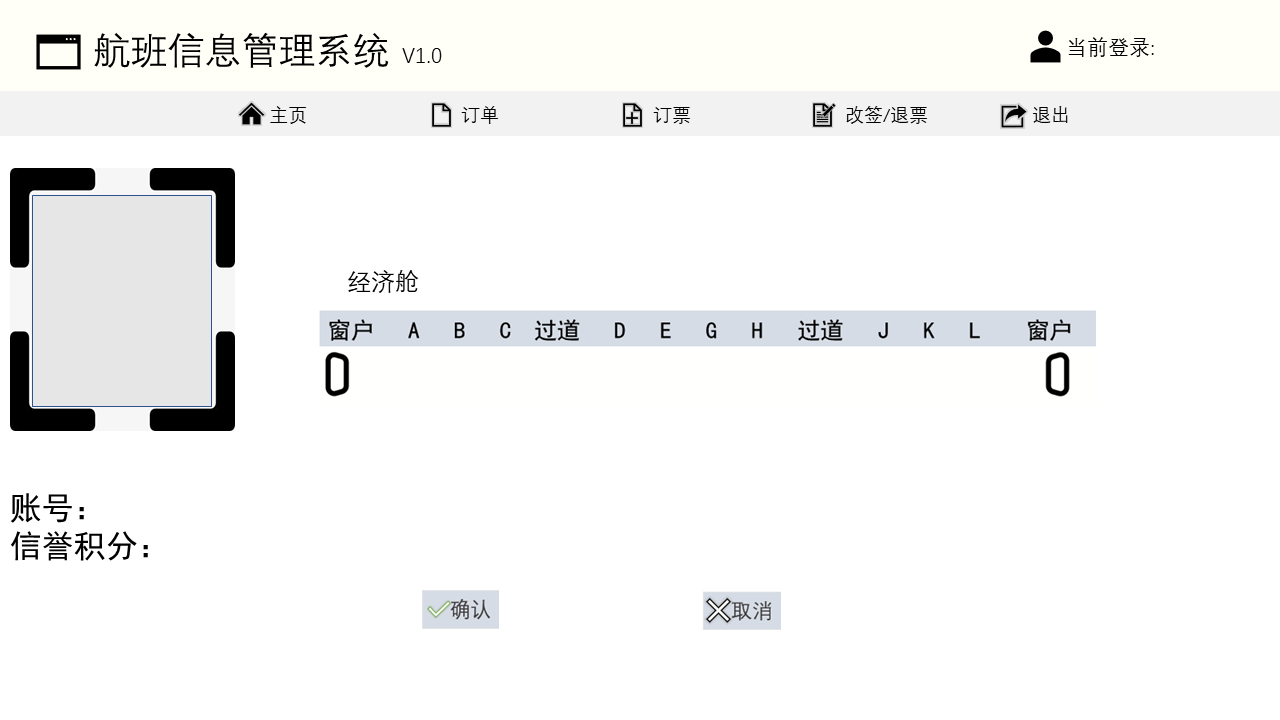 航班信息管理系统 V1.0
当前登录:
主页 订单 订票 改签/退票 退出
经济舱
窗户 A B C 过道 D E G H 过道 J K L 窗户
账号：
信誉积分：
确认 取消